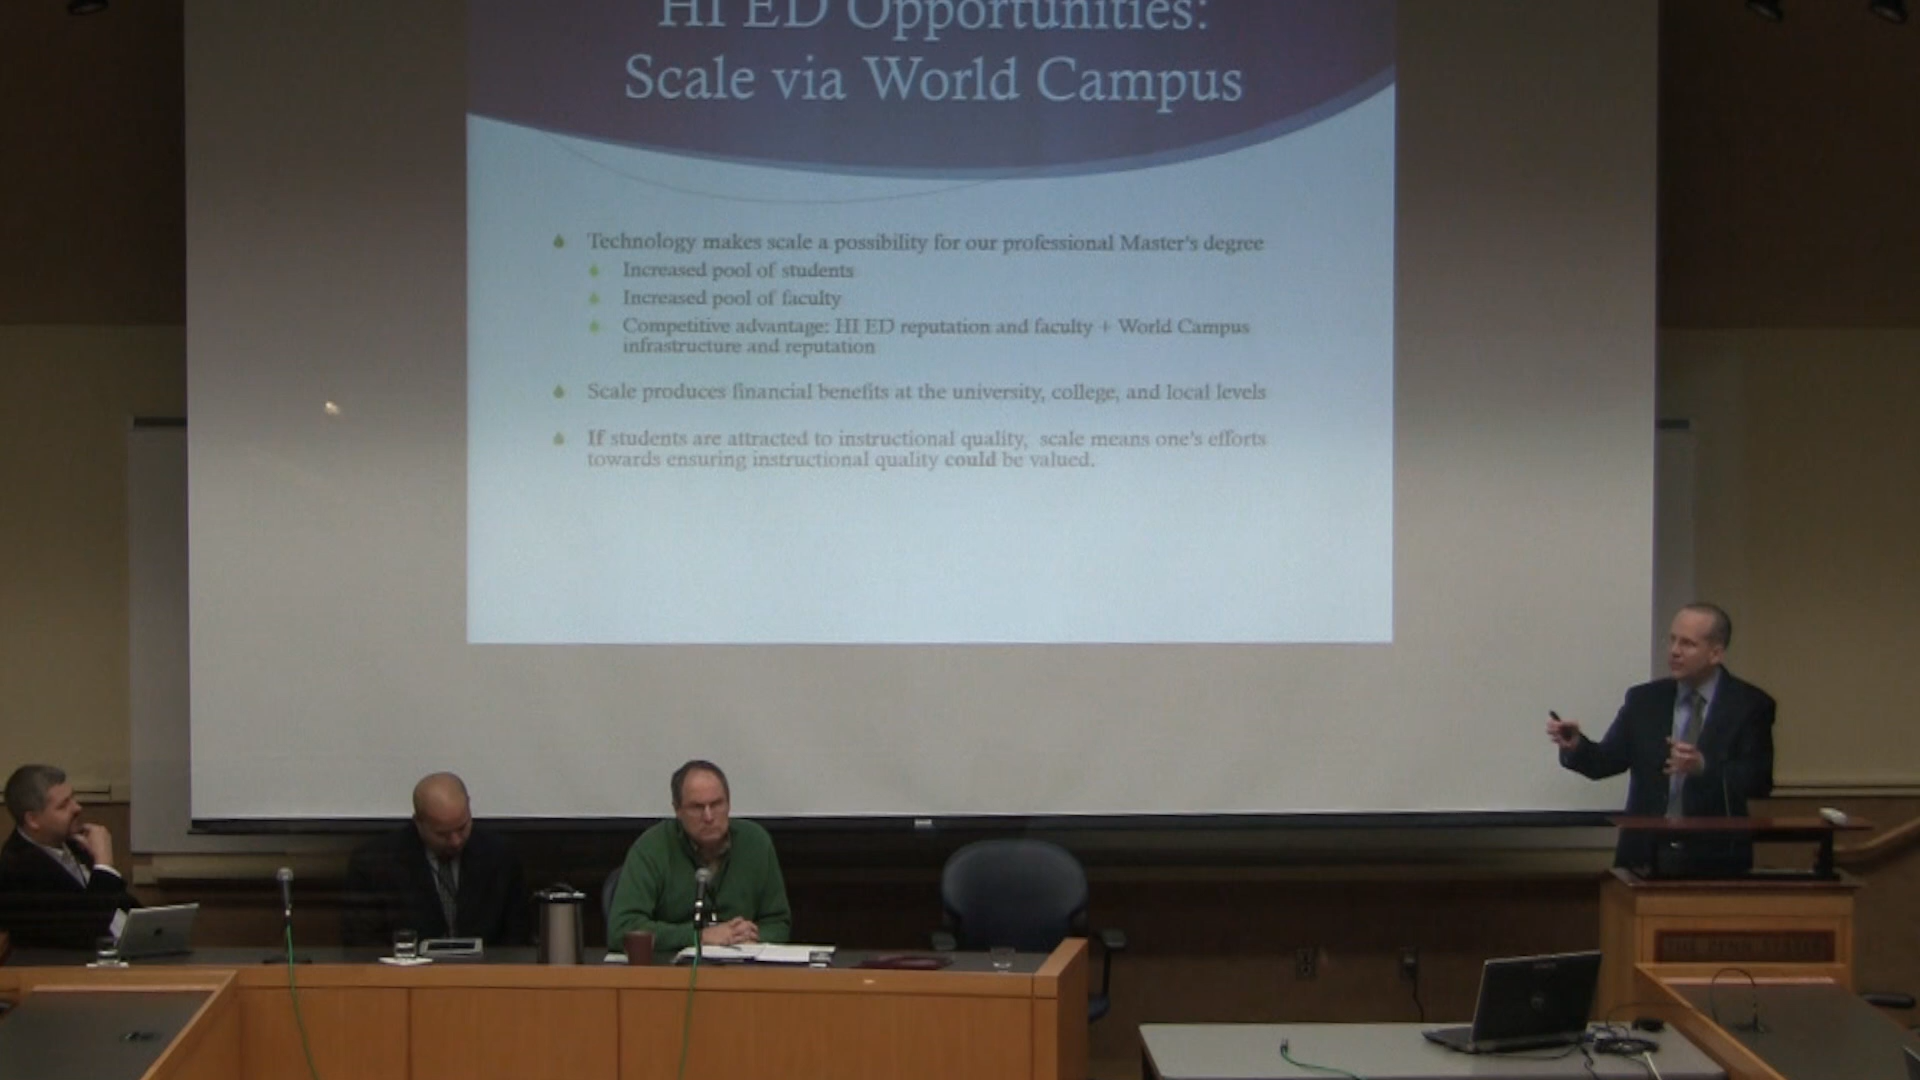 HI ED Opportunities:
Scale via World Campus
Technology makes scale a possibility for our professional Master's degree
Increased pool of students
Increased pool of faculty
Competitive advantage: HI ED reputation and faculty + World Campus
infrastructure and reputation
Scale produces financial benefits at the university, college, and local levels
If students are attracted to instructional quality, scale means one's efforts
towards ensuring instructional quality could be valued.